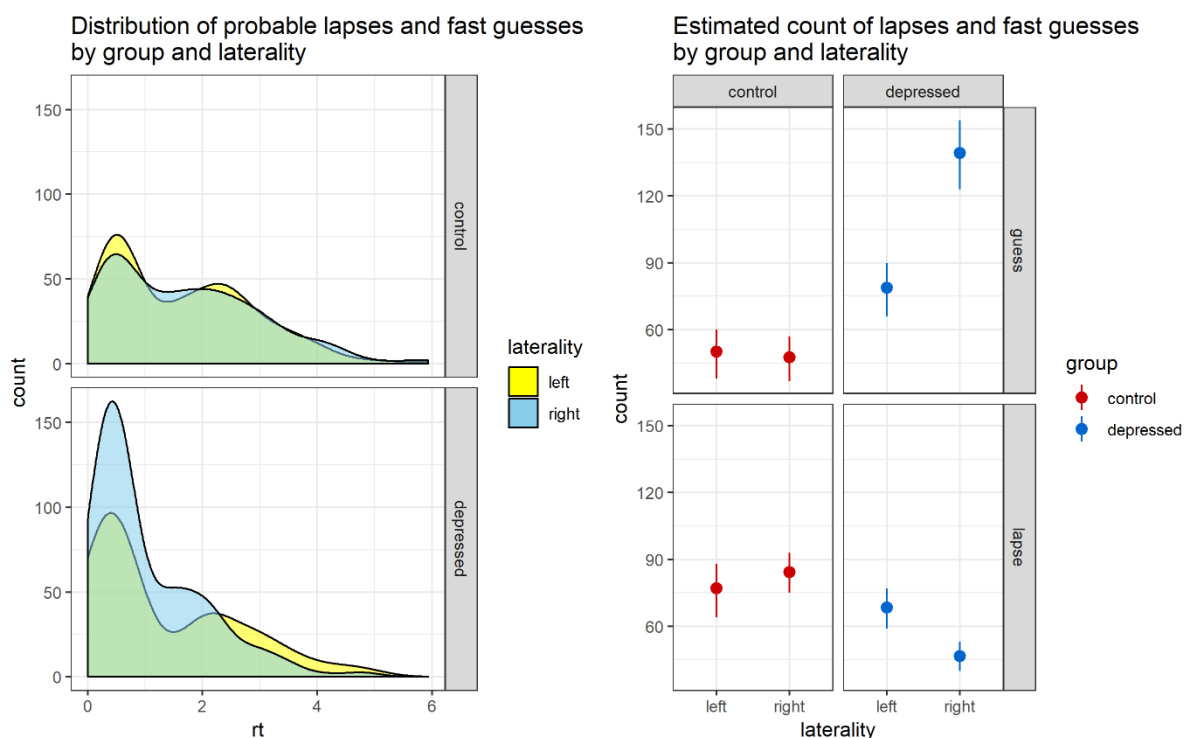 Distribution of probable lapses and fast guesses
by group and laterality
150
100
50
0
control
150
100
50
0
depressed
count
0 2 4 6
rt
laterality
left
right
Estimated count of lapses and fast guesses
by group and laterality
control depressed
150
120
90
60
guess
150
120
90
60
lapse
count
left right left right
laterality
group
control
depressed